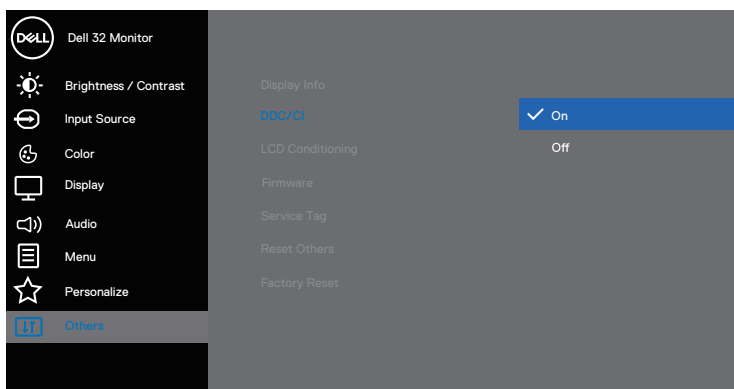 DELL
Dell 32 Monitor
Brightness / Contrast
Input Source
Color
Display
Audio
Menu
Personalize
Others
Display Info
DDC/CI
LCD Conditioning
Firmware
Service Tag
Reset Others
Factory Reset
On
Off